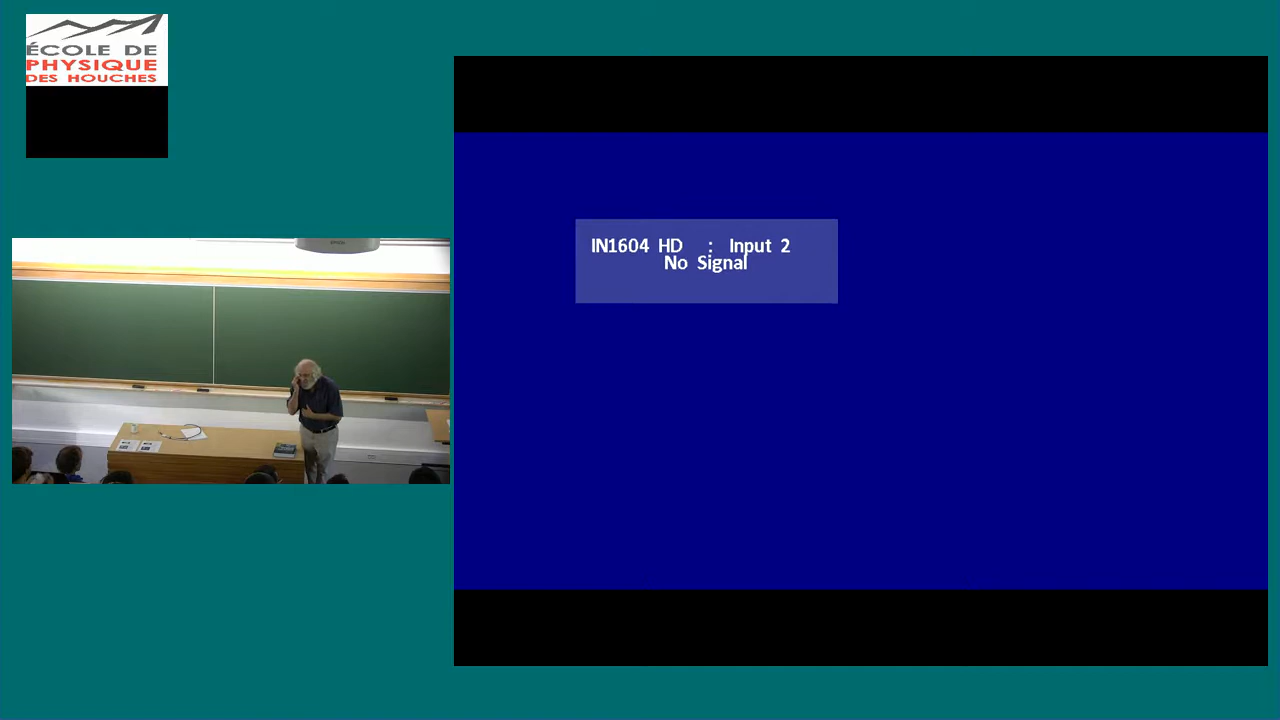 ÉCOLE DE
PHYSIQUE
DES HOUCHES
IN1604 HD : Input 2
No Signal